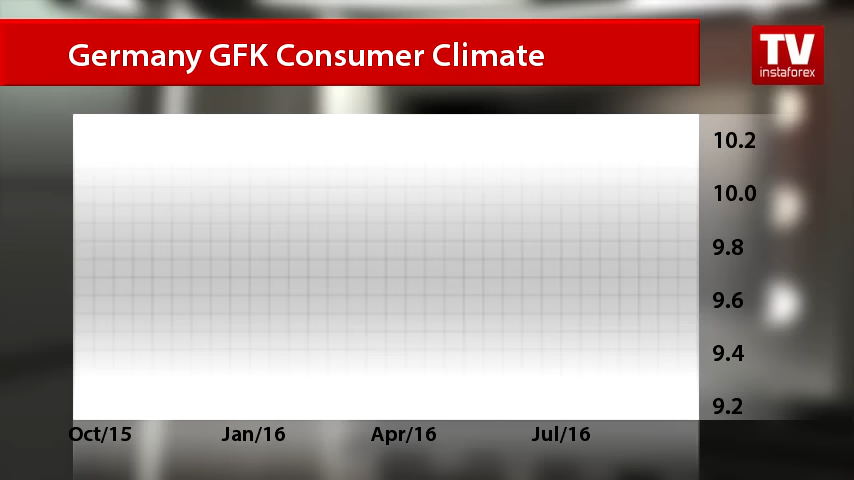 Germany GFK Consumer Climate
TV
instaforex
10.2
10.0
9.8
9.6
9.4
9.2
Oct/15 Jan/16 Apr/16 Jul/16